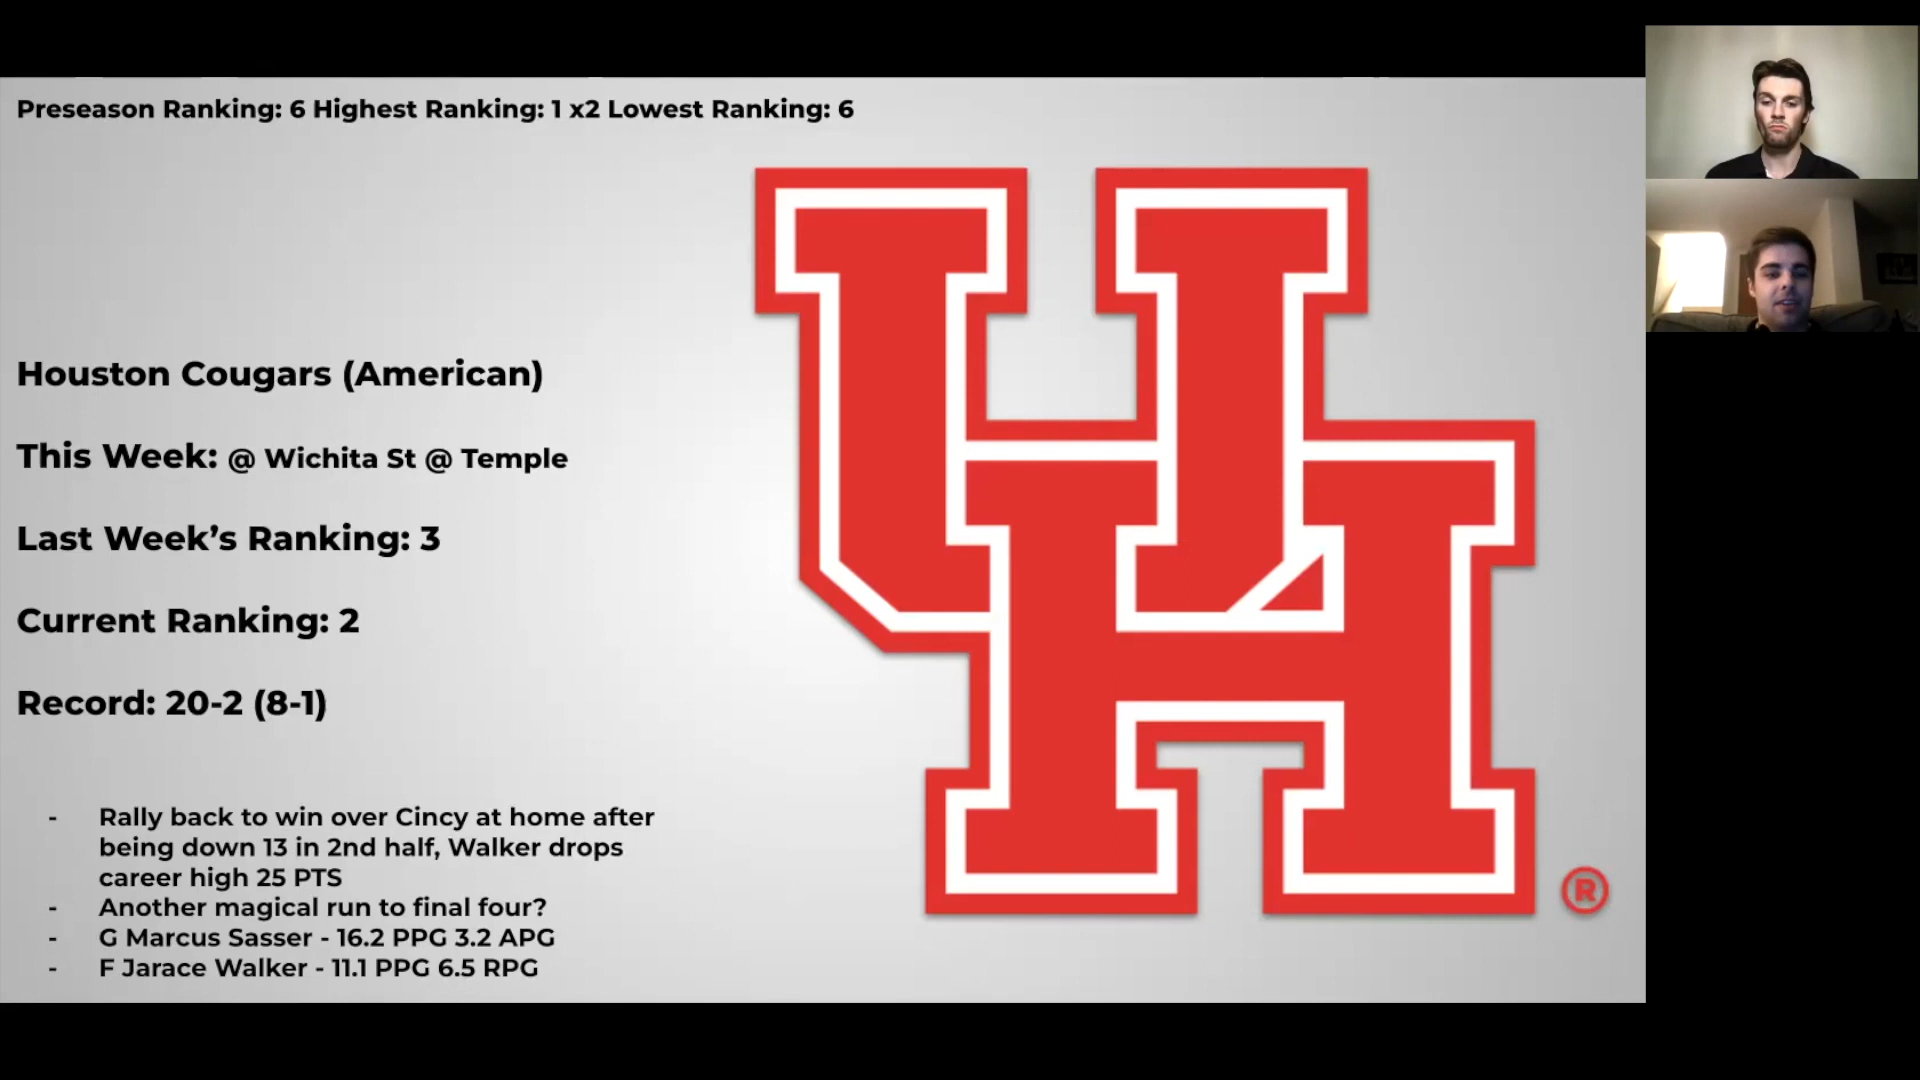 Preseason Ranking: 6 Highest Ranking: 1 x2 Lowest Ranking: 6
Houston Cougars (American)
This Week: @ Wichita St @ Temple
Last Week’s Ranking: 3
Current Ranking: 2
Record: 20-2 (8-1)
- Rally back to win over Cincy at home after
being down 13 in 2nd half, Walker drops
career high 25 PTS
- Another magical run to final four?
- G Marcus Sasser - 16.2 PPG 3.2 APG
- F Jarace Walker - 11.1 PPG 6.5 RPG
UH
®